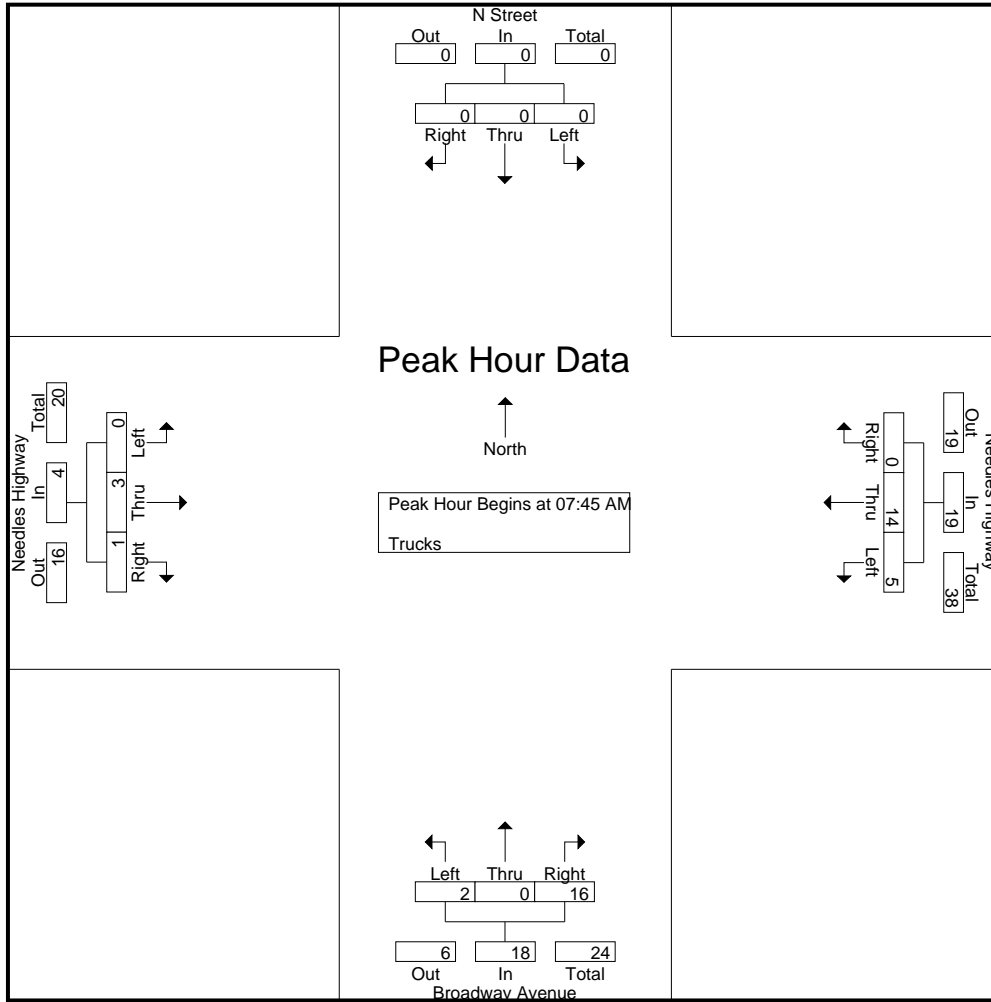 N Street
Out In Total
0 0 0
0 0 0
Right Thru Left
Peak Hour Data
North
Peak Hour Begins at 07:45 AM
Trucks
Needles Highway
Total In Out
20 4 16
0 3 1
Left Thru Right
Right Thru Left
0 14 5
19 19 38
Out In Total
Needles Highway
Left Thru Right
2 0 16
6 18 24
Out In Total
Broadway Avenue